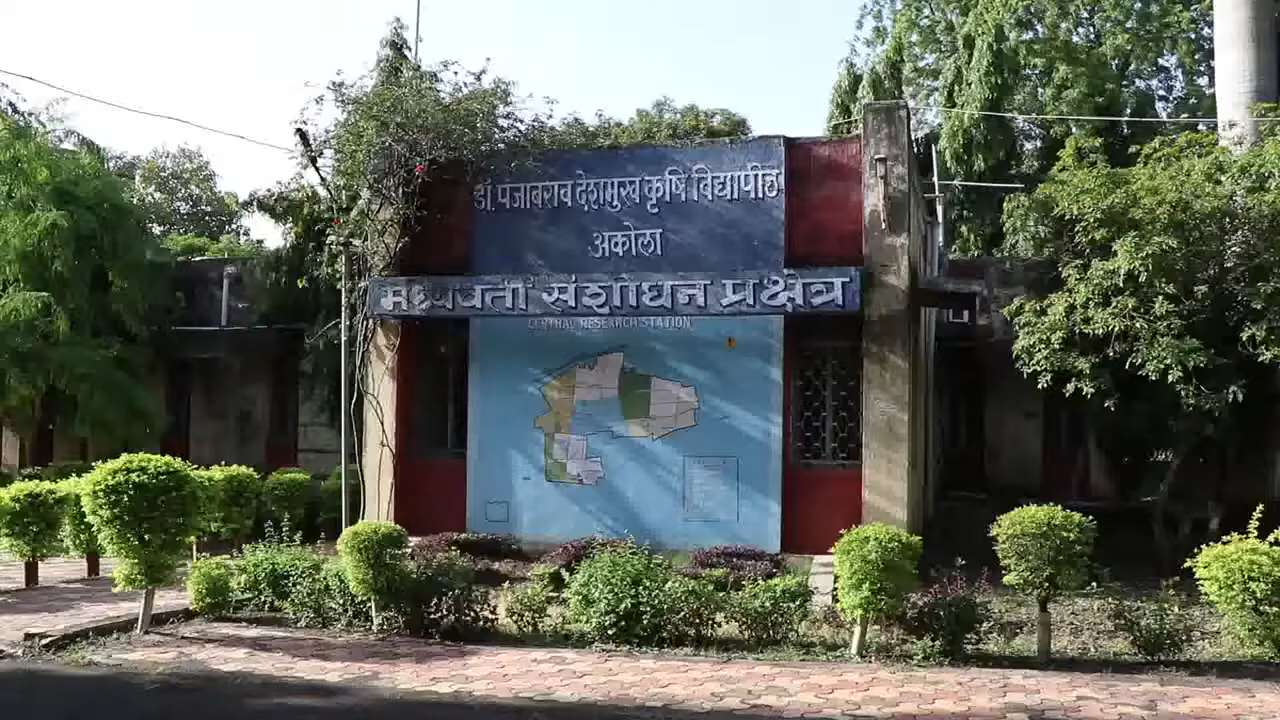 डॉ. पंजाबराव देशमुख कृषि विद्यापीठ
अकोला
मध्यवर्ती संशोधन प्रक्षेत्र
CENTRAL RESEARCH STATION